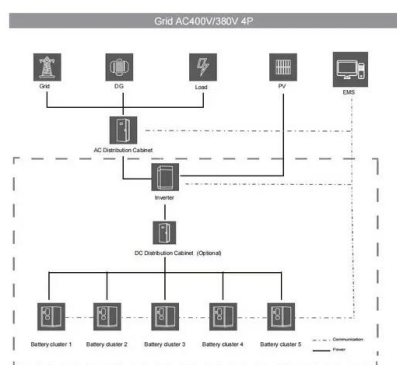 Grid AC400V/380V 4P
Grid
DG
Load
PV
EMS
AC Distribution Cabinet
Inverter
DC Distribution Cabinet (Optional)
Battery cluster 1
Battery cluster 2
Battery cluster 3
Battery cluster 4
Battery cluster 5
Communication
Power